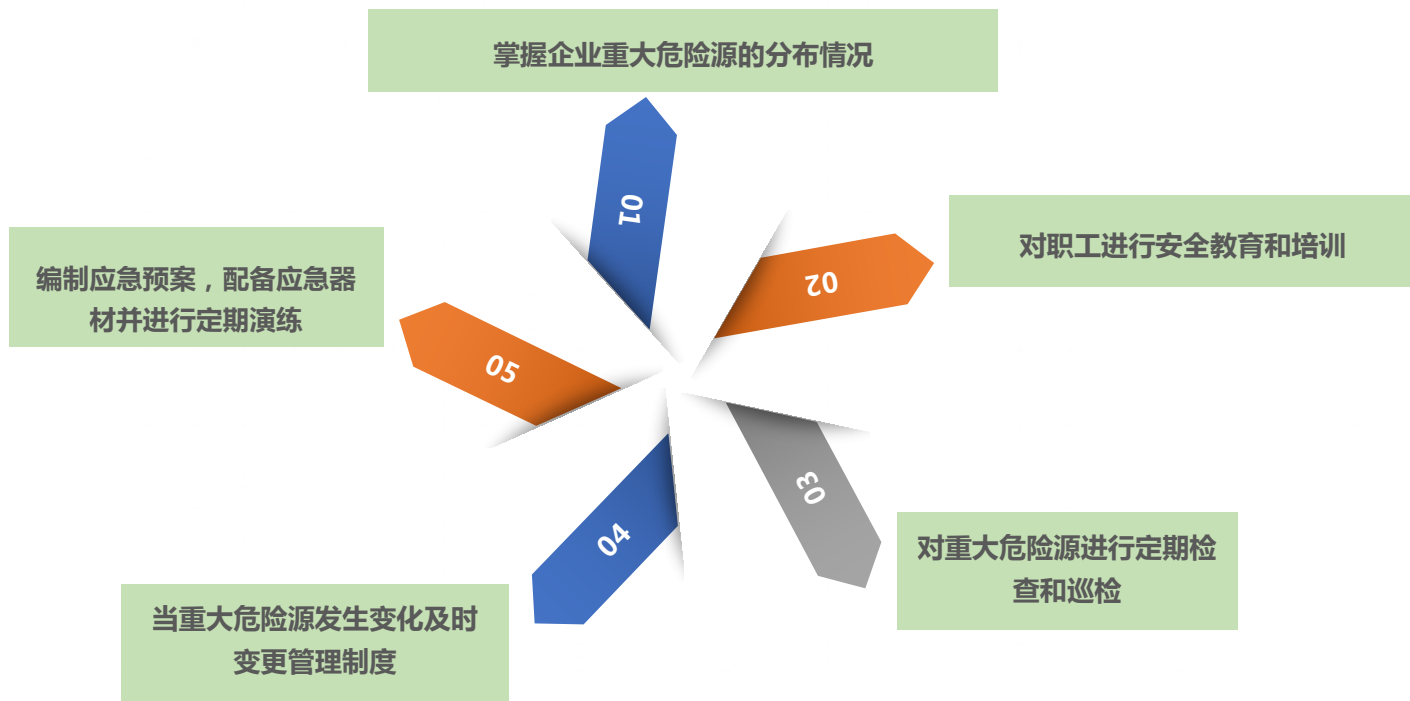 掌握企业重大危险源的分布情况
01
02
对职工进行安全教育和培训
03
对重大危险源进行定期检
查和巡检
04
当重大危险源发生变化及时
变更管理制度
05
编制应急预案，配备应急器
材并进行定期演练